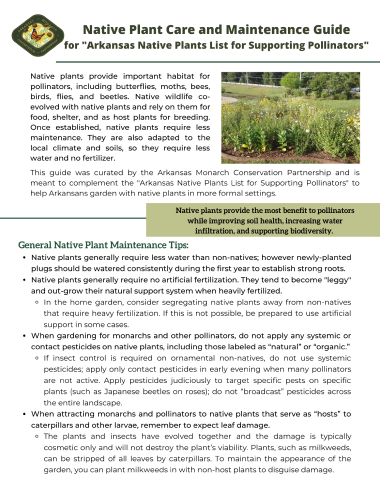 Native Plant Care and Maintenance Guide
for "Arkansas Native Plants List for Supporting Pollinators"
Native plants provide important habitat for
pollinators, including butterflies, moths, bees,
birds, flies, and beetles. Native wildlife co-
evolved with native plants and rely on them for
food, shelter, and as host plants for breeding.
Once established, native plants require less
maintenance. They are also adapted to the
local climate and soils, so they require less
water and no fertilizer.
This guide was curated by the Arkansas Monarch Conservation Partnership and is
meant to complement the "Arkansas Native Plants List for Supporting Pollinators" to
help Arkansans garden with native plants in more formal settings.
Native plants provide the most benefit to pollinators
while improving soil health, increasing water
infiltration, and supporting biodiversity.
General Native Plant Maintenance Tips:
• Native plants generally require less water than non-natives; however newly-planted
plugs should be watered consistently during the first year to establish strong roots.
• Native plants generally require no artificial fertilization. They tend to become "leggy"
and out-grow their natural support system when heavily fertilized.
○ In the home garden, consider segregating native plants away from non-natives
that require heavy fertilization. If this is not possible, be prepared to use artificial
support in some cases.
• When gardening for monarchs and other pollinators, do not apply any systemic or
contact pesticides on native plants, including those labeled as “natural” or “organic.”
○ If insect control is required on ornamental non-natives, do not use systemic
pesticides; apply only contact pesticides in early evening when many pollinators
are not active. Apply pesticides judiciously to target specific pests on specific
plants (such as Japanese beetles on roses); do not “broadcast” pesticides across
the entire landscape.
• When attracting monarchs and pollinators to native plants that serve as “hosts” to
caterpillars and other larvae, remember to expect leaf damage.
○ The plants and insects have evolved together and the damage is typically
cosmetic only and will not destroy the plant’s viability. Plants, such as milkweeds,
can be stripped of all leaves by caterpillars. To maintain the appearance of the
garden, you can plant milkweeds in with non-host plants to disguise damage.